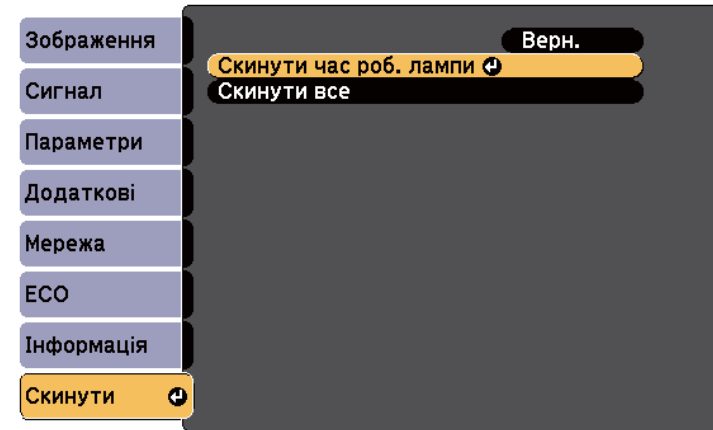 Зображення
Сигнал
Параметри
Додаткові
Мережа
ECO
Інформація
Скинути
Верн.
Скинути час роб. лампи
Скинути все